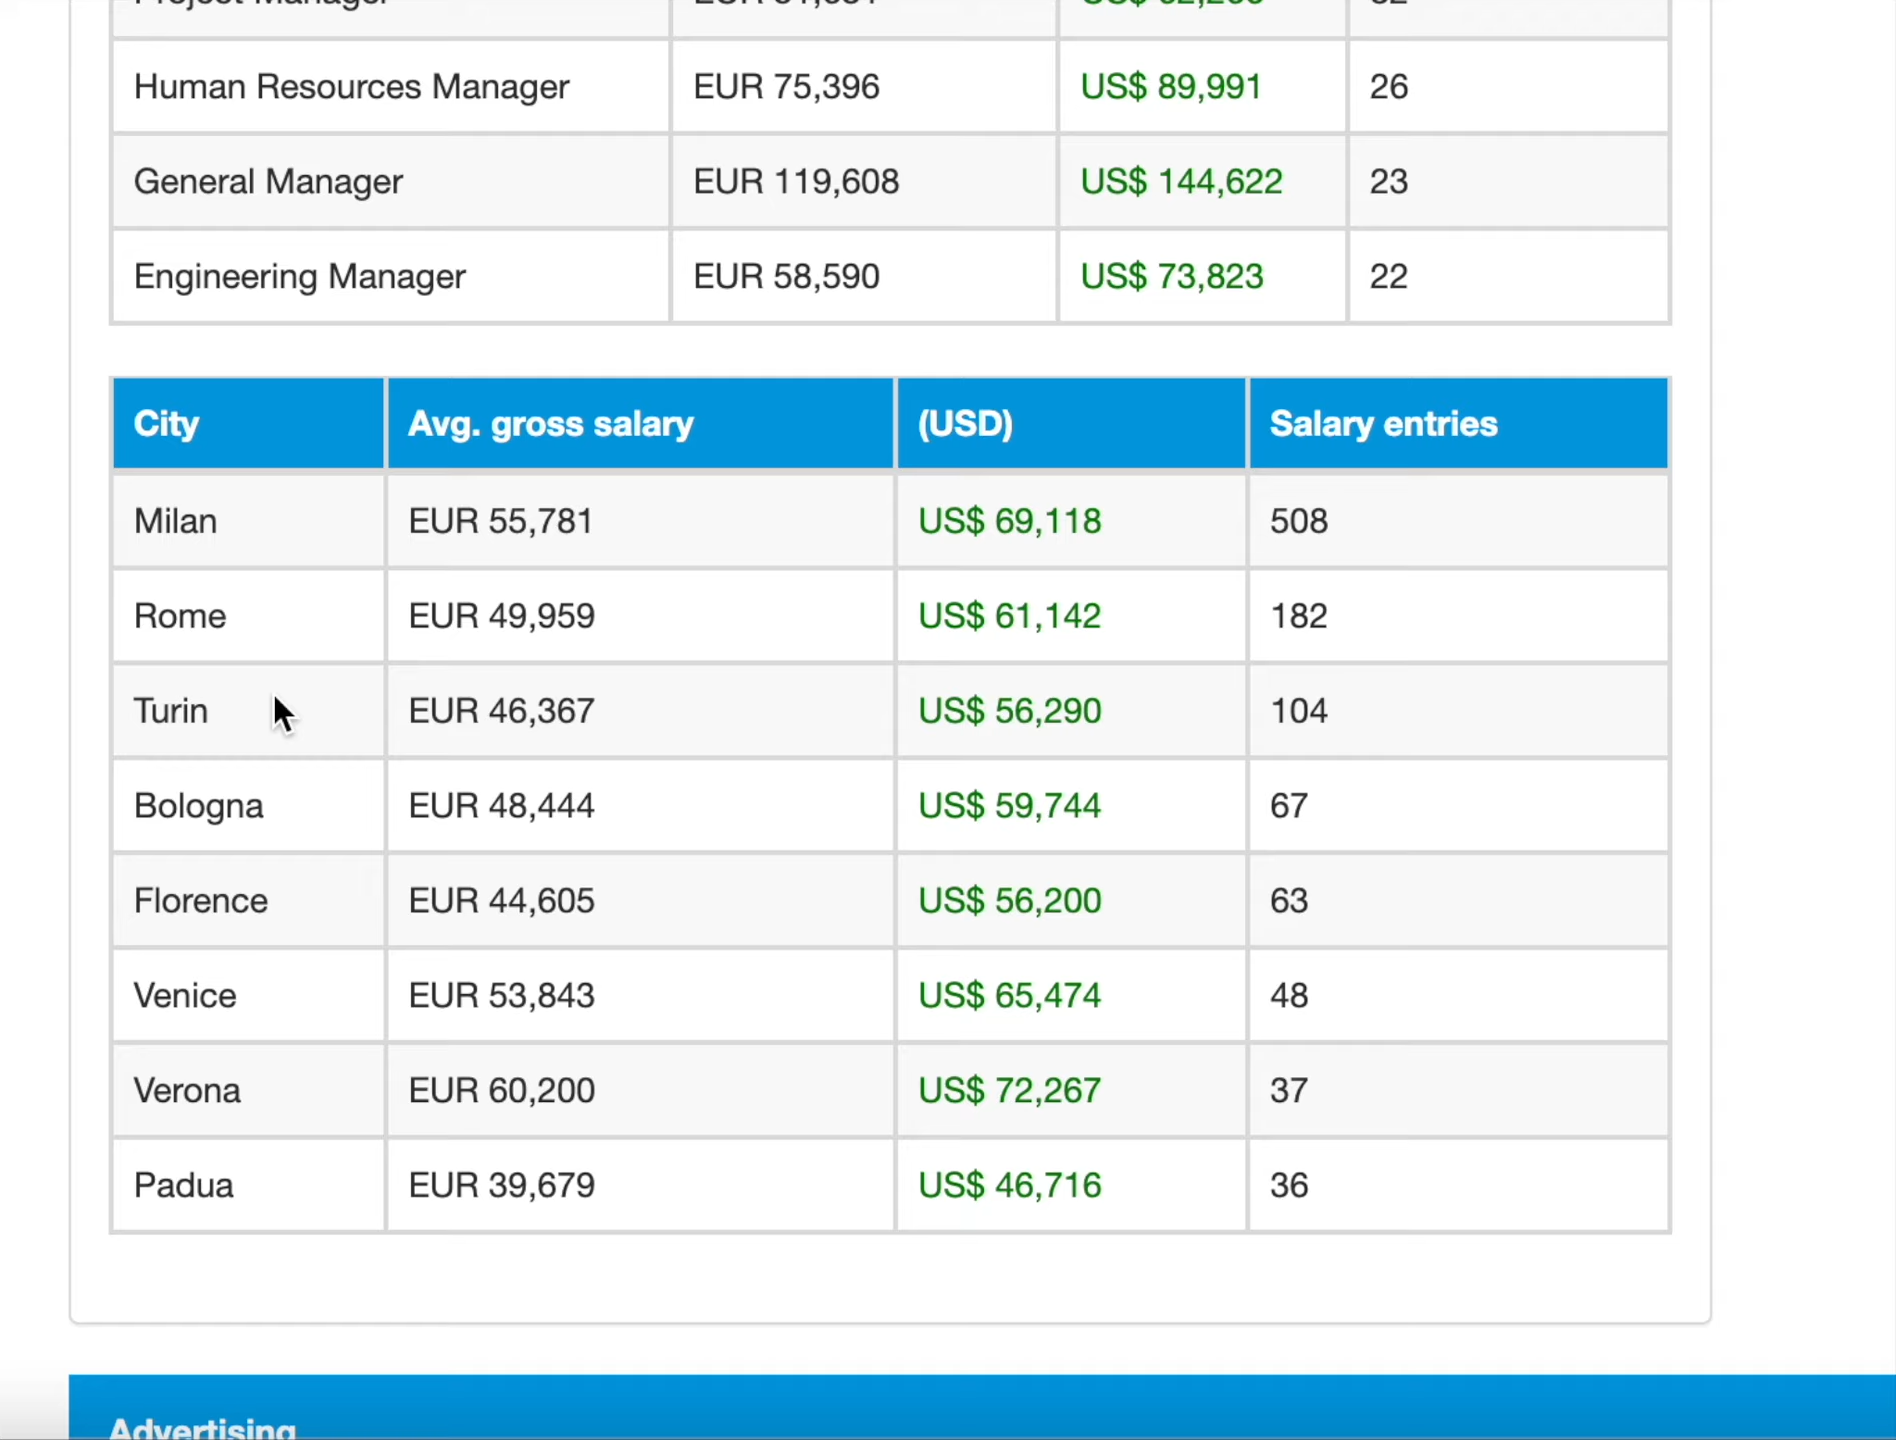 Project Manager
Human Resources Manager EUR 75,396 US$ 89,991 26
General Manager EUR 119,608 US$ 144,622 23
Engineering Manager EUR 58,590 US$ 73,823 22
City Avg. gross salary (USD) Salary entries
Milan EUR 55,781 US$ 69,118 508
Rome EUR 49,959 US$ 61,142 182
Turin EUR 46,367 US$ 56,290 104
Bologna EUR 48,444 US$ 59,744 67
Florence EUR 44,605 US$ 56,200 63
Venice EUR 53,843 US$ 65,474 48
Verona EUR 60,200 US$ 72,267 37
Padua EUR 39,679 US$ 46,716 36
Advertising